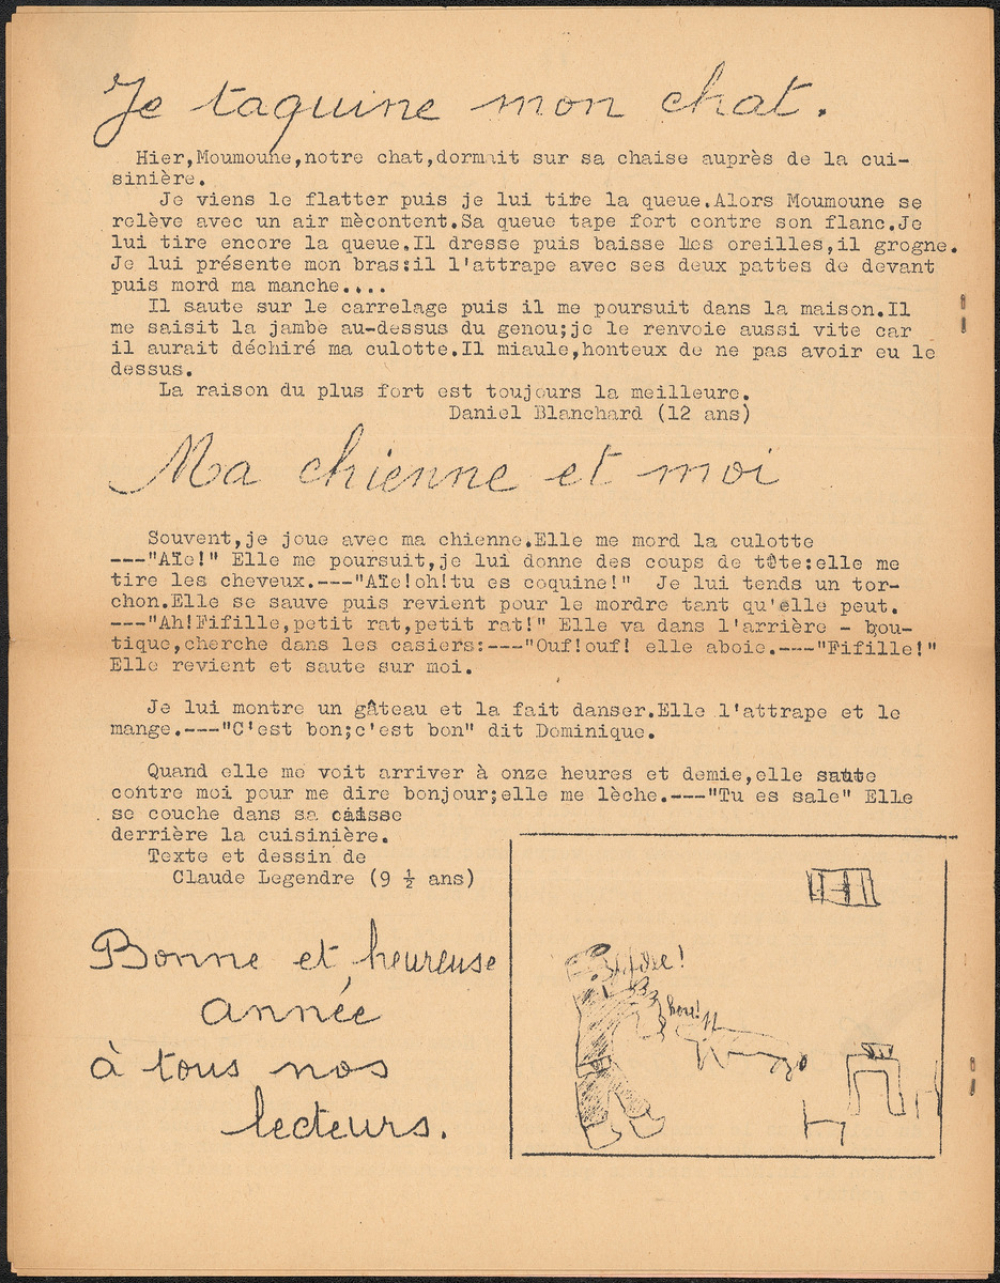 Je taquine mon chat.
Hier,Moumoune,notre chat,dormait sur sa chaise auprès de la cui-
sinière.
Je viens le flatter puis je lui tire la queue.Alors Moumoune se
relève avec un air mècontent.Sa queue tape fort contre son flanc.Je
lui tire encore la queue.Il dresse puis baisse les oreilles,il grogne.
Je lui présente mon bras:il l'attrape avec ses deux pattes de devant
puis mord ma manche....
Il saute sur le carrelage puis il me poursuit dans la maison.Il
me saisit la jambe au-dessus du genou;je le renvoie aussi vite car
il aurait déchiré ma culotte.Il miaule,honteux de ne pas avoir eu le
dessus.
La raison du plus fort est toujours la meilleure.
Daniel Blanchard (12 ans)
Ma chienne et moi
Souvent,je joue avec ma chienne.Elle me mord la culotte
---"Aïe!" Elle me poursuit,je lui donne des coups de tête:elle me
tire les cheveux.---"Aïe!oh!tu es coquine!" Je lui tends un tor-
chon.Elle se sauve puis revient pour le mordre tant qu'elle peut.
---"Ah!Fifille,petit rat,petit rat!" Elle va dans l'arrière - bou-
tique,cherche dans les casiers:---"Ouf!ouf! elle aboie.---"Fifille!"
Elle revient et saute sur moi.
Je lui montre un gâteau et la fait danser.Elle l'attrape et le
mange.---"C'est bon;c'est bon" dit Dominique.
Quand elle me voit arriver à onze heures et demie,elle saute
contre moi pour me dire bonjour;elle me lèche.---"Tu es sale" Elle
se couche dans sa caisse
derrière la cuisinière.
Texte et dessin de
Claude Legendre (9 ½ ans)
Bonne et heureuse
année
à tous nos
lecteurs.